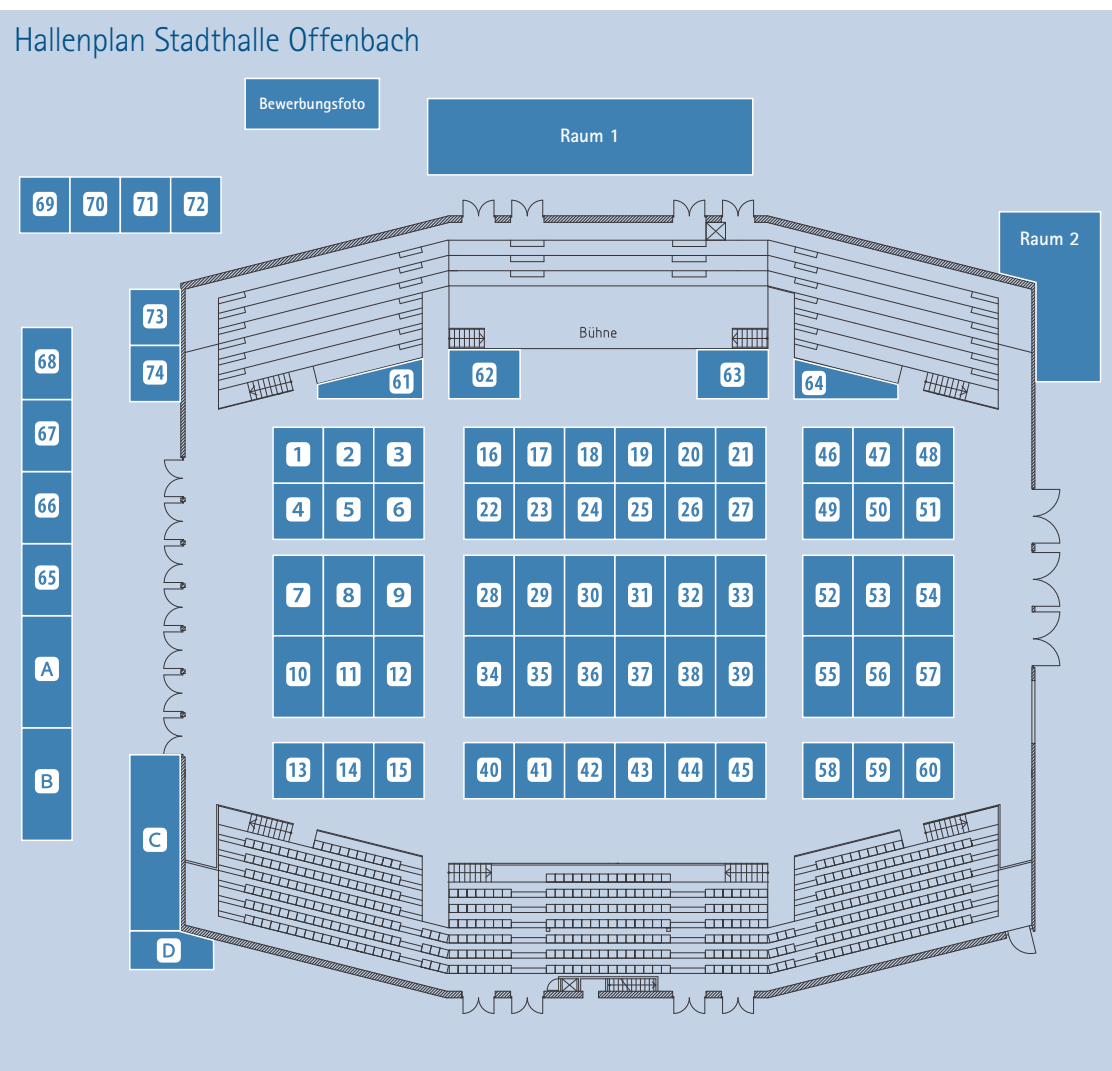 Hallenplan Stadthalle Offenbach
Bewerbungsfoto
Raum 1
69 70 71 72
Raum 2
73
Bühne
68
74
61 62 63 64
67
1 2 3 16 17 18 19 20 21 46 47 48
66
4 5 6 22 23 24 25 26 27 49 50 51
65
7 8 9 28 29 30 31 32 33 52 53 54
A
10 11 12 34 35 36 37 38 39 55 56 57
13 14 15 40 41 42 43 44 45 58 59 60
B
C
D